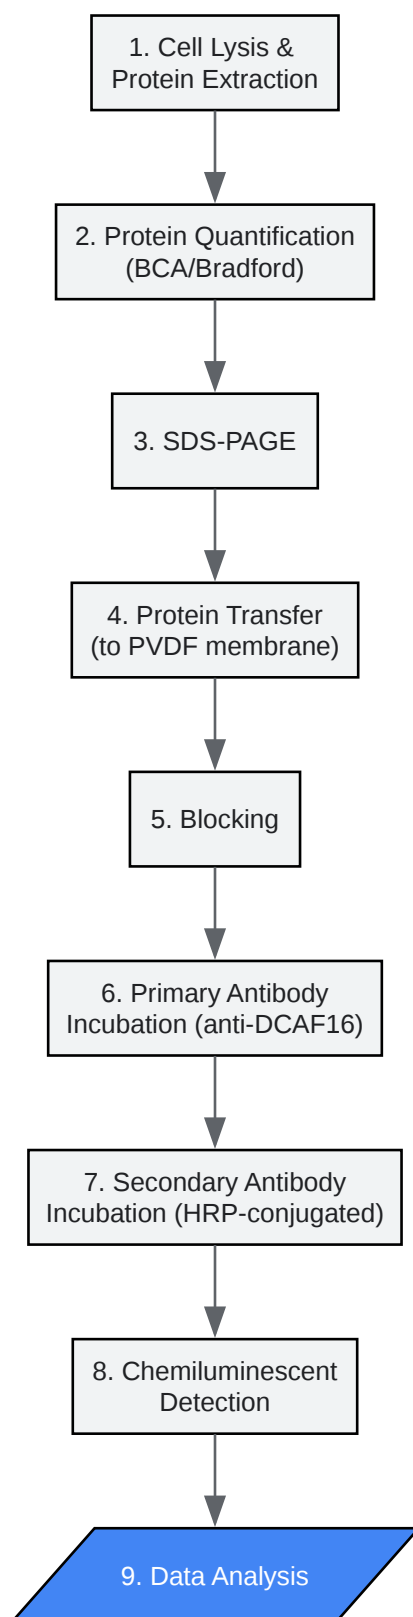 1. Cell Lysis &
Protein Extraction
2. Protein Quantification
(BCA/Bradford)
3. SDS-PAGE
4. Protein Transfer
(to PVDF membrane)
5. Blocking
6. Primary Antibody
Incubation (anti-DCAF16)
7. Secondary Antibody
Incubation (HRP-conjugated)
8. Chemiluminescent
Detection
9. Data Analysis